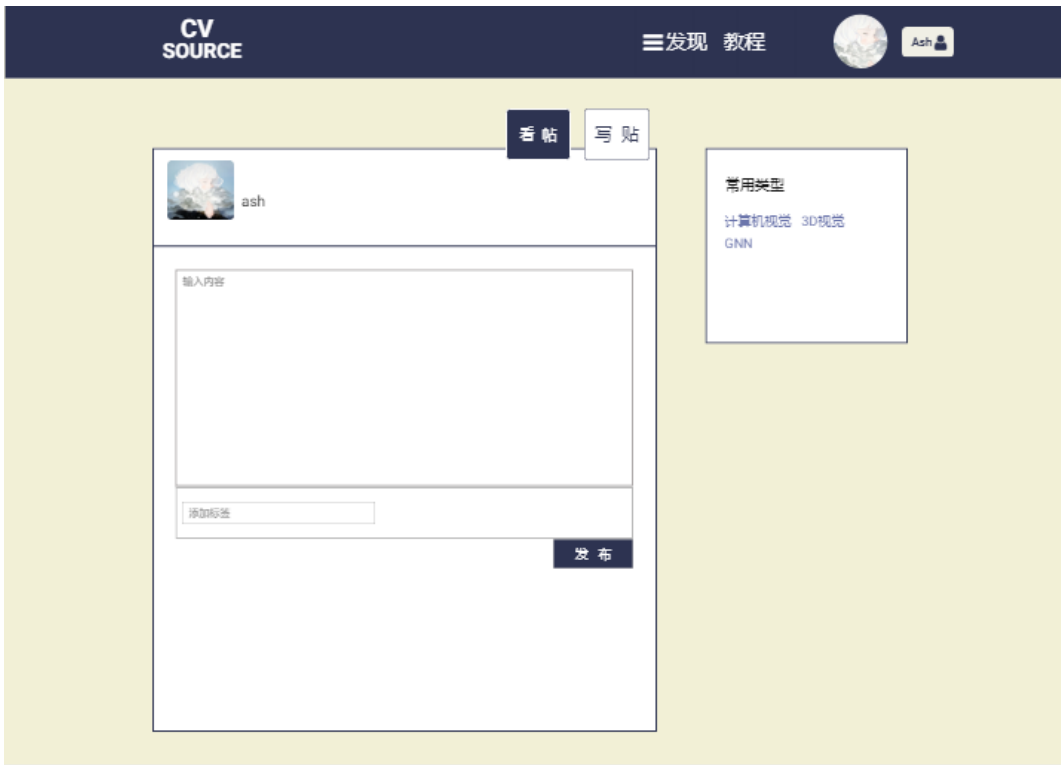 CV
SOURCE
发现 教程
Ash
看帖 写贴
ash
输入内容
添加标签
发布
常用类型
计算机视觉 3D视觉
GNN